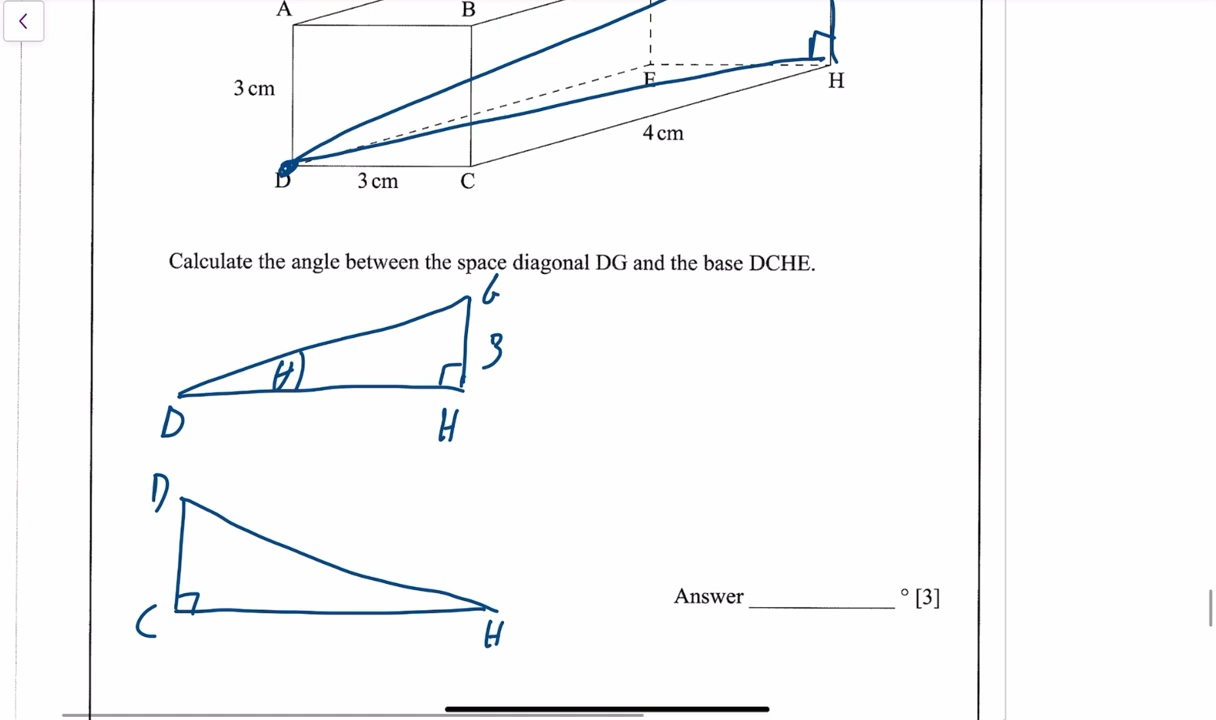 A B
3 cm
E H
4 cm
D 3 cm C
Calculate the angle between the space diagonal DG and the base DCHE.
G
θ 3
D H
D
Answer ____________ ° [3]
C H